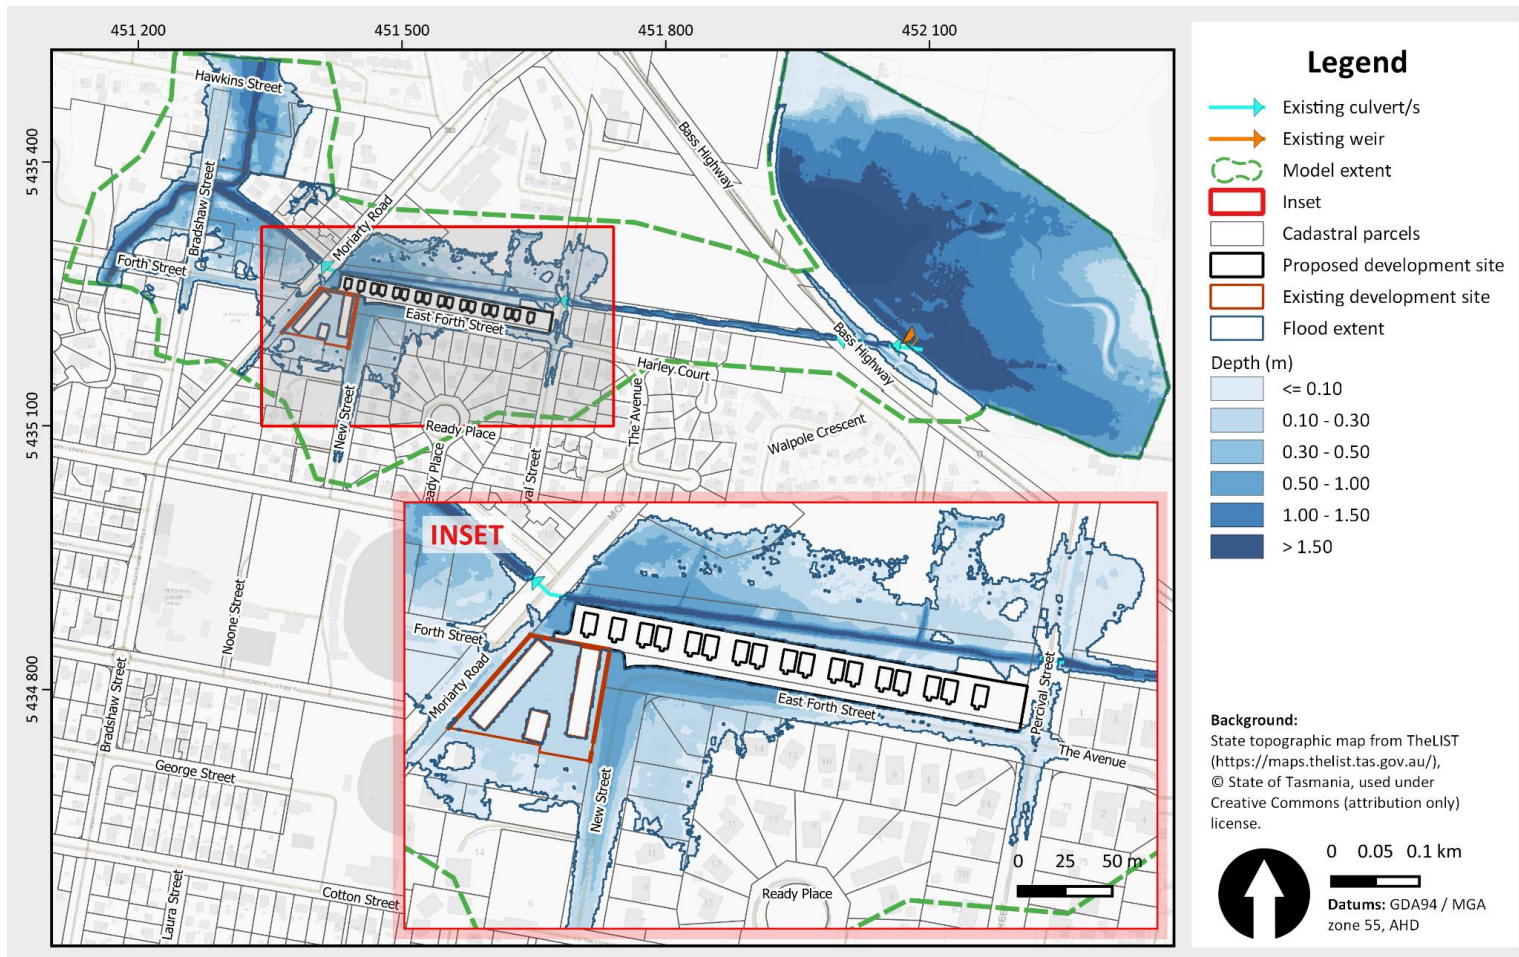 451 200
451 500
451 800
452 100
5 435 400
5 435 100
5 434 800
Hawkins Street
Bradshaw Street
Forth Street
Moriarty Road
Bass Highway
East Forth Street
Bass Highway
Harley Court
New Street
The Avenue
Ready Place
Walpole Crescent
eady Place
val Street
Noone Street
Bradshaw Street
George Street
Laura Street
Cotton Street
INSET
Forth Street
Moriarty Road
East Forth Street
Percival Street
The Avenue
New Street
Ready Place
0 25 50 m
Legend
Existing culvert/s
Existing weir
Model extent
Inset
Cadastral parcels
Proposed development site
Existing development site
Flood extent
Depth (m)
<= 0.10
0.10 - 0.30
0.30 - 0.50
0.50 - 1.00
1.00 - 1.50
> 1.50
Background:
State topographic map from TheLIST
(https://maps.thelist.tas.gov.au/),
© State of Tasmania, used under
Creative Commons (attribution only)
license.
0 0.05 0.1 km
Datums: GDA94 / MGA
zone 55, AHD